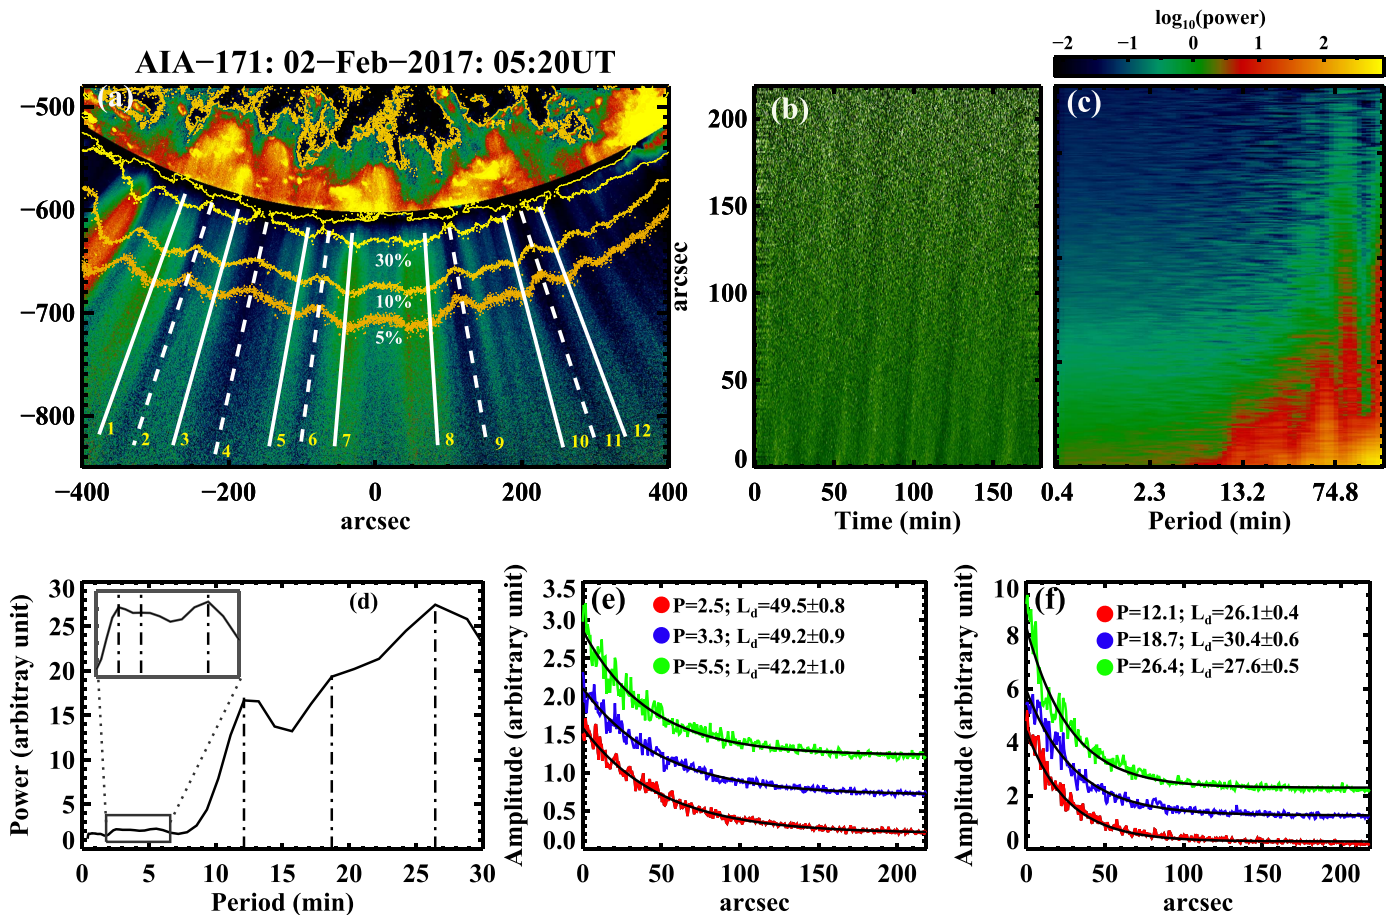 log₁₀(power)
−2 −1 0 1 2
AIA−171: 02−Feb−2017: 05:20UT
(a)
−500
−600
−700
−800
30%
10%
5%
1 2 3 4 5 6 7 8 9 10 11 12
−400 −200 0 200 400
arcsec
(b)
200
150
100
50
0
arcsec
0 50 100 150
Time (min)
(c)
0.4 2.3 13.2 74.8
Period (min)
(d)
30
25
20
15
10
5
0
Power (arbitray unit)
0 5 10 15 20 25 30
Period (min)
(e)
P=2.5; L_d=49.5±0.8
P=3.3; L_d=49.2±0.9
P=5.5; L_d=42.2±1.0
3.5
3.0
2.5
2.0
1.5
1.0
0.5
0.0
Amplitude (arbitrary unit)
0 50 100 150 200
arcsec
(f)
P=12.1; L_d=26.1±0.4
P=18.7; L_d=30.4±0.6
P=26.4; L_d=27.6±0.5
10
8
6
4
2
0
Amplitude (arbitrary unit)
0 50 100 150 200
arcsec